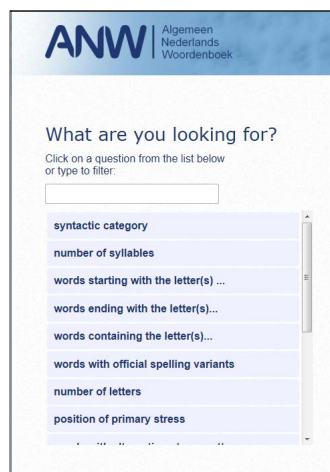 ANW
Algemeen
Nederlands
Woordenboek
What are you looking for?
Click on a question from the list below
or type to filter:
syntactic category
number of syllables
words starting with the letter(s) ...
words ending with the letter(s)...
words containing the letter(s)...
words with official spelling variants
number of letters
position of primary stress